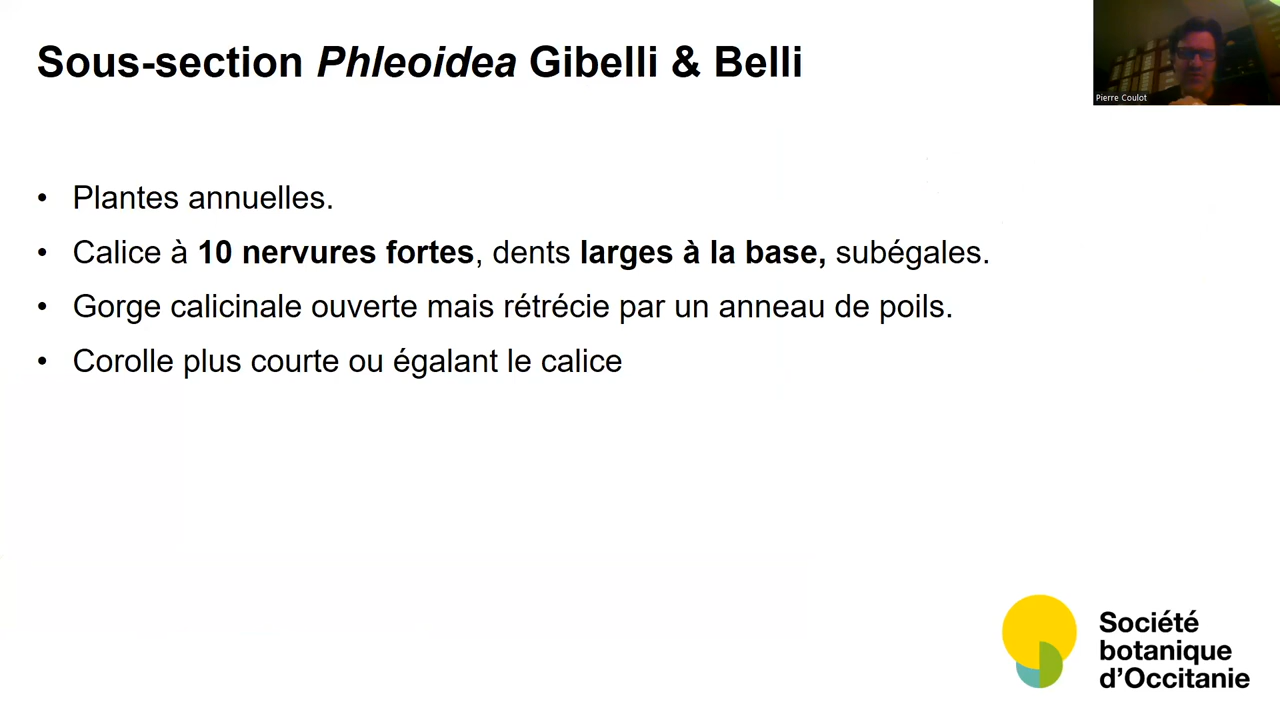 Sous-section Phleoidea Gibelli & Belli
Pierre Coulot
• Plantes annuelles.
• Calice à 10 nervures fortes, dents larges à la base, subégales.
• Gorge calicinale ouverte mais rétrécie par un anneau de poils.
• Corolle plus courte ou égalant le calice
Société
botanique
d'Occitanie